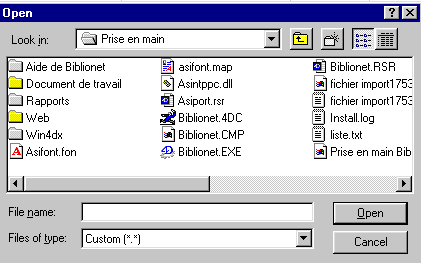 Open
Look in: Prise en main
Aide de Biblionet
Document de travail
Rapports
Web
Win4dx
Asifont.fon
asifont.map
Asintppc.dll
Asiport.rsr
Biblionet.4DC
Biblionet.CMP
Biblionet.EXE
Biblionet.RSR
fichier import1753
fichier import1753
Install.log
liste.txt
Prise en main Bib
File name:
Open
Files of type: Custom (*.*)
Cancel